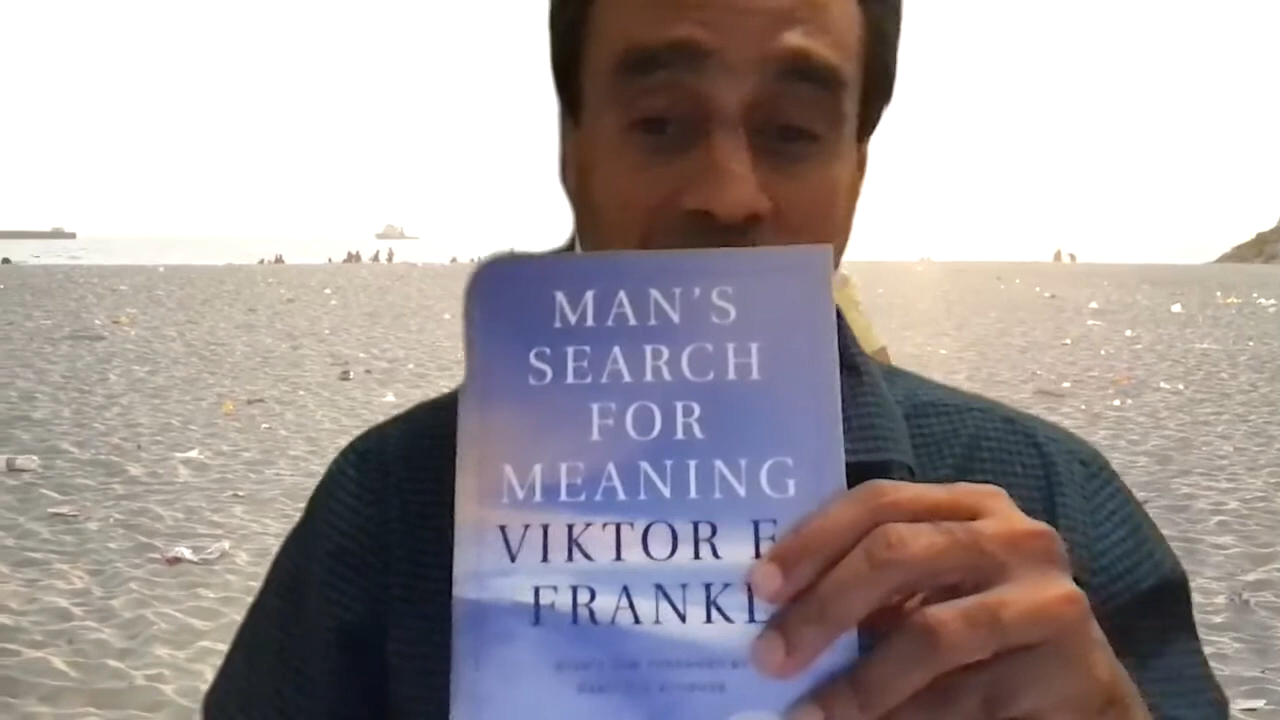 MAN'S
SEARCH
FOR
MEANING
VIKTOR E.
FRANKL